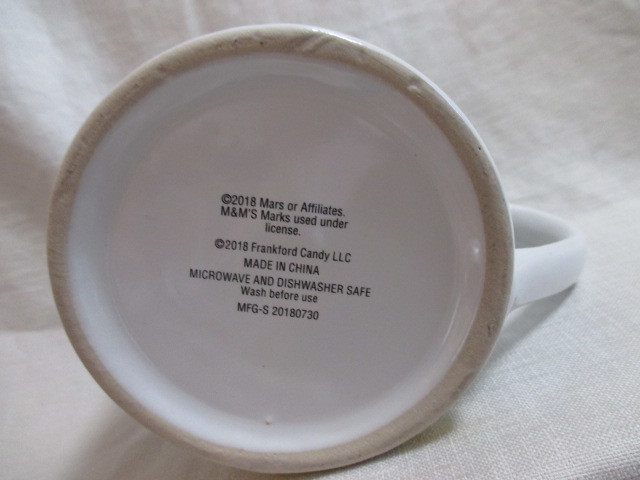 ©2018 Mars or Affiliates.
M&M'S Marks used under
license.
©2018 Frankford Candy LLC
MADE IN CHINA
MICROWAVE AND DISHWASHER SAFE
Wash before use
MFG-S 20180730